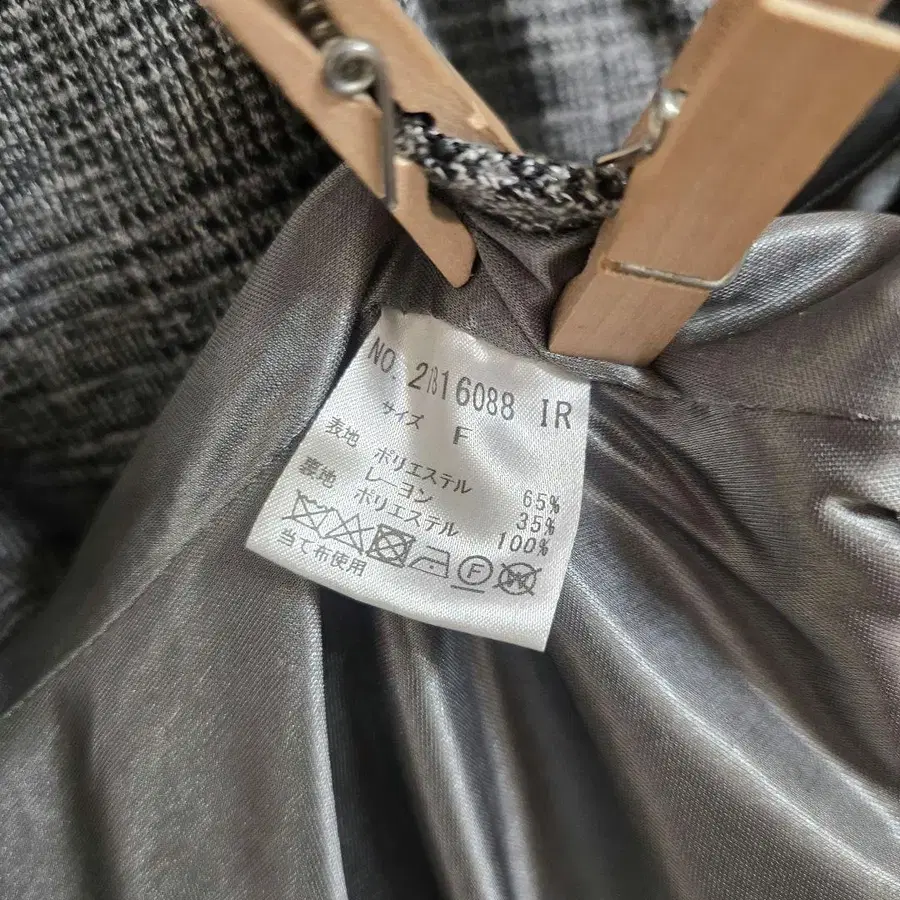 NO. 21816088 IR
サイズ F
表地 ポリエステル 65%
レーヨン 35%
裏地 ポリエステル 100%
F W
当て布使用